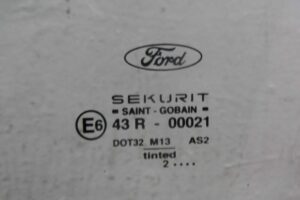 Ford
SEKURIT
SAINT - GOBAIN
E6 43 R - 00021
DOT32 M13 AS2
tinted
2 ....